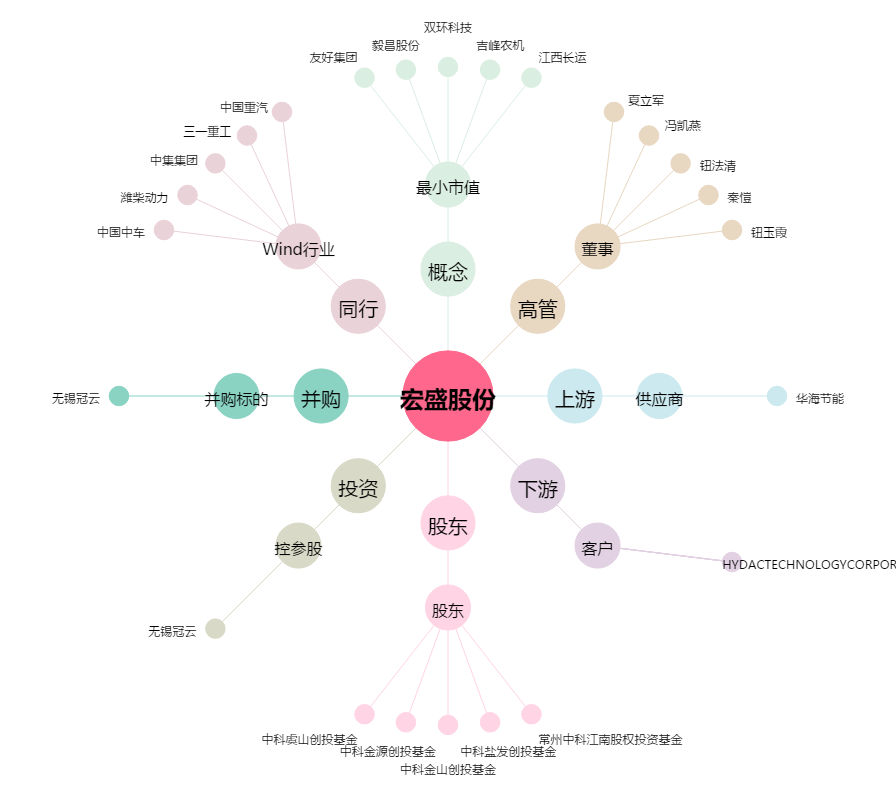 双环科技
毅昌股份
吉峰农机
友好集团
江西长运
中国重汽
夏立军
三一重工
冯凯燕
中集集团
钮法清
潍柴动力
秦愷
最小市值
中国中车
钮玉霞
Wind行业
董事
概念
同行
高管
无锡冠云
并购标的
并购
宏盛股份
上游
供应商
华海节能
投资
下游
股东
控参股
客户
HYDACTECHNOLOGYCORPOR
股东
无锡冠云
中科虞山创投基金
常州中科江南股权投资基金
中科金源创投基金
中科盐发创投基金
中科金山创投基金